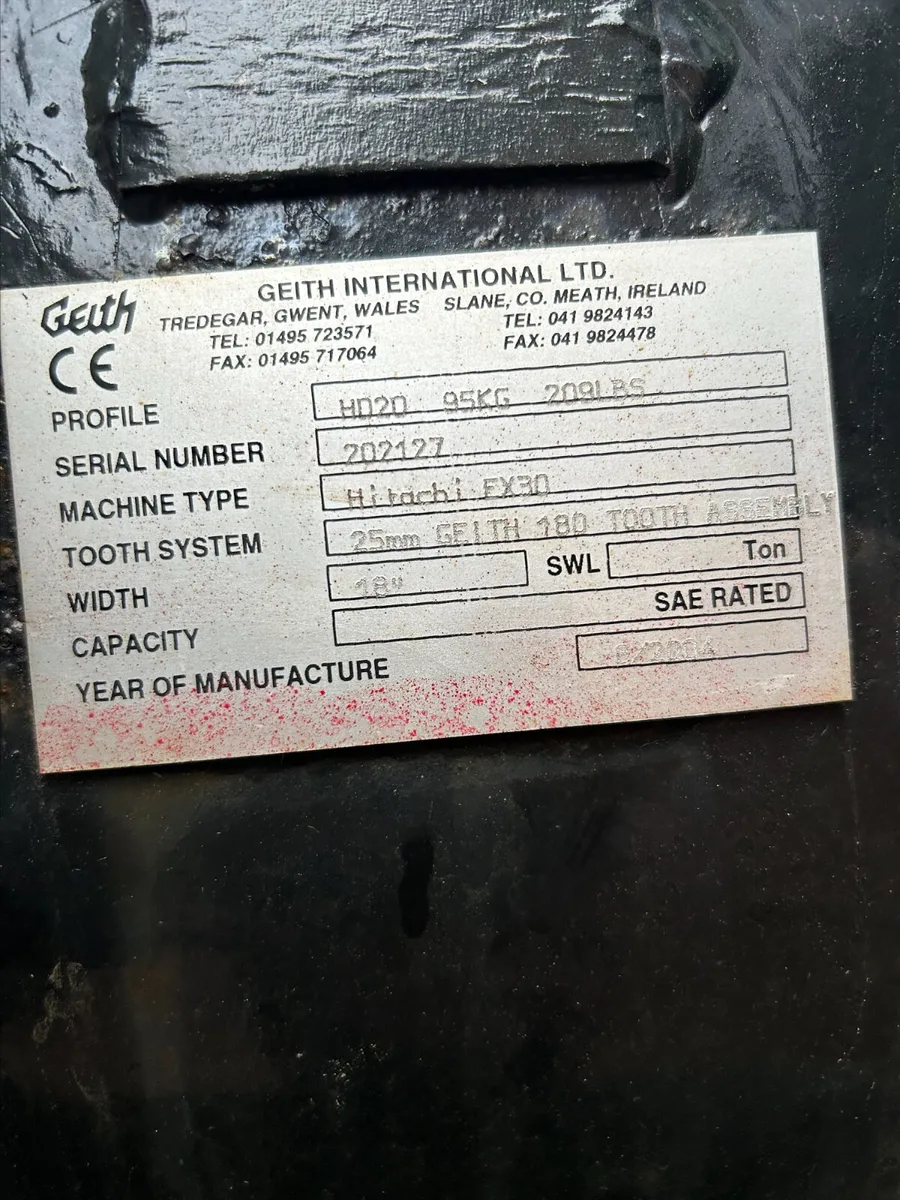 Geith
GEITH INTERNATIONAL LTD.
TREDEGAR, GWENT, WALES SLANE, CO. MEATH, IRELAND
TEL: 01495 723571 TEL: 041 9824143
FAX: 01495 717064 FAX: 041 9824478
CE
PROFILE HD20 95KG 209LBS
SERIAL NUMBER 202127
MACHINE TYPE Hitachi EX30
TOOTH SYSTEM 25mm GEITH 180 TOOTH ASSEMBLY
WIDTH 18" SWL Ton
CAPACITY SAE RATED
YEAR OF MANUFACTURE